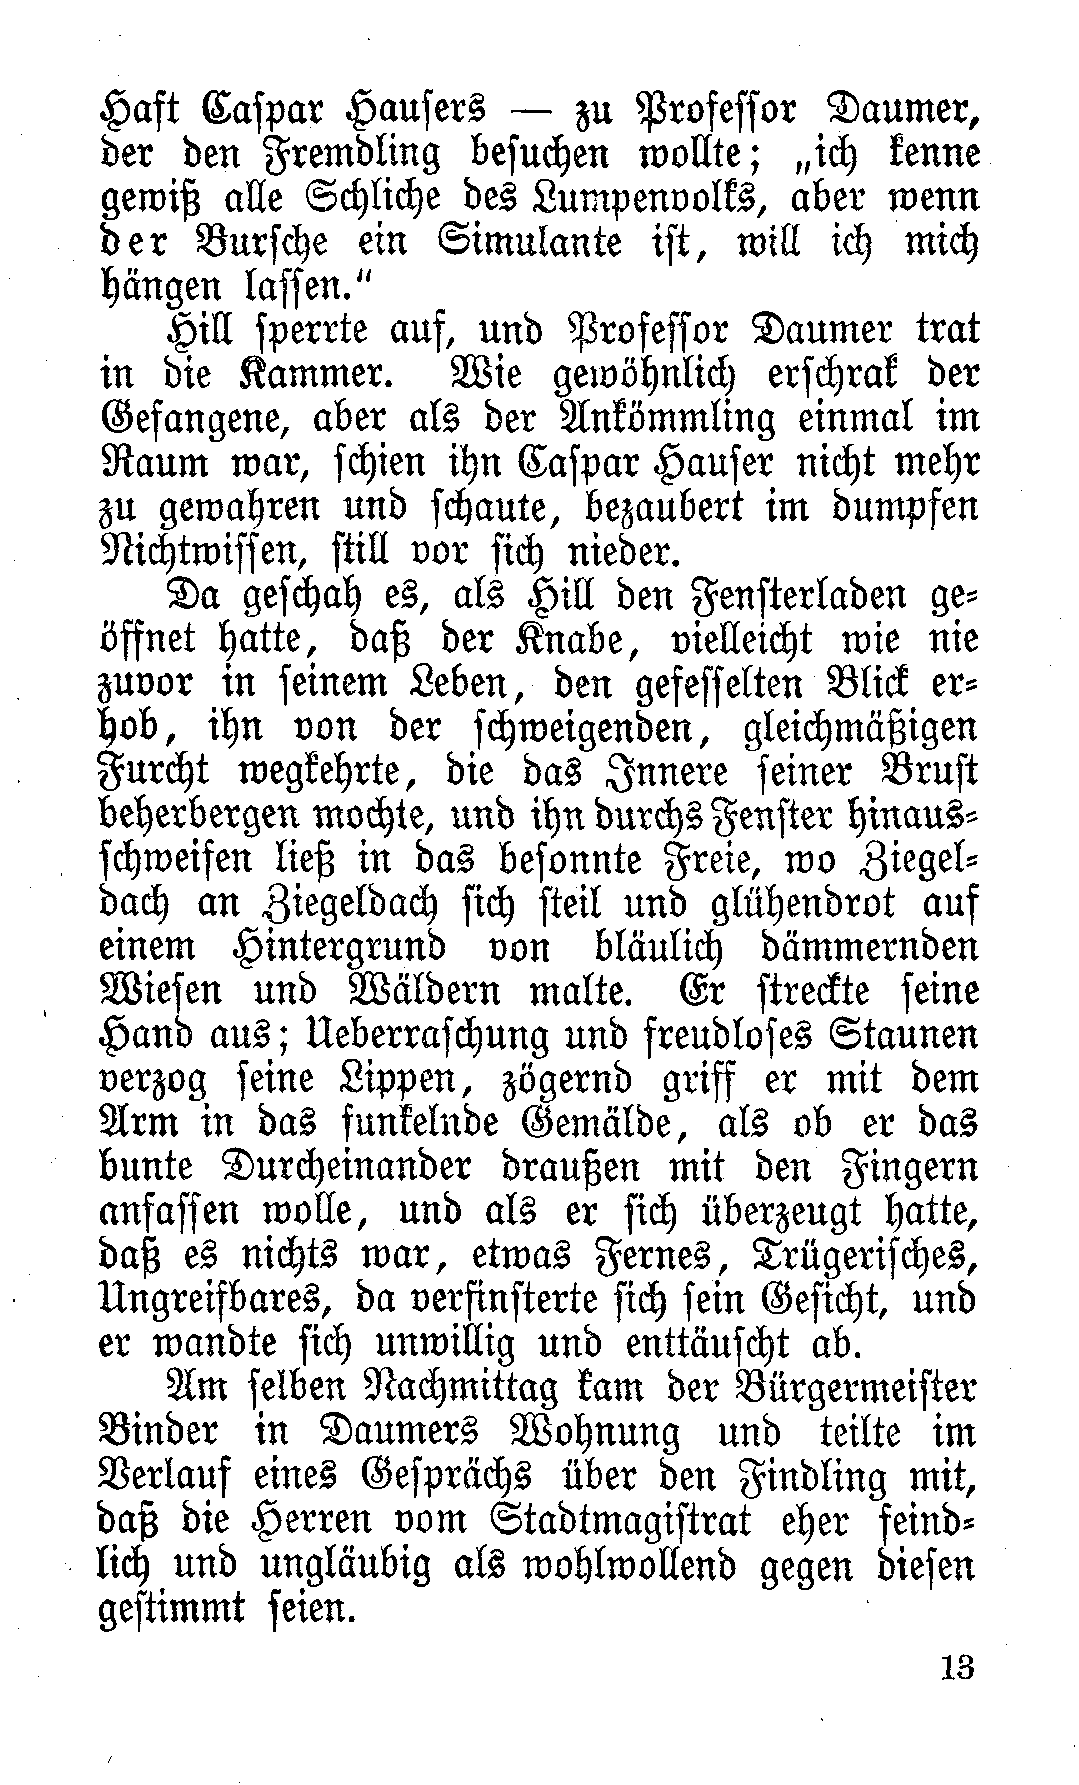 Haft Caspar Hausers — zu Professor Daumer,
der den Fremdling besuchen wollte; „ich kenne
gewiß alle Schliche des Lumpenvolks, aber wenn
der Bursche ein Simulante ist, will ich mich
hängen lassen."
Hill sperrte auf, und Professor Daumer trat
in die Kammer. Wie gewöhnlich erschrak der
Gefangene, aber als der Ankömmling einmal im
Raum war, schien ihn Caspar Hauser nicht mehr
zu gewahren und schaute, bezaubert im dumpfen
Nichtwissen, still vor sich nieder.
Da geschah es, als Hill den Fensterladen ge=
öffnet hatte, daß der Knabe, vielleicht wie nie
zuvor in seinem Leben, den gefesselten Blick er=
hob, ihn von der schweigenden, gleichmäßigen
Furcht wegkehrte, die das Innere seiner Brust
beherbergen mochte, und ihn durchs Fenster hinaus=
schweifen ließ in das besonnte Freie, wo Ziegel=
dach an Ziegeldach sich steil und glühendrot auf
einem Hintergrund von bläulich dämmernden
Wiesen und Wäldern malte. Er streckte seine
Hand aus; Ueberraschung und freudloses Staunen
verzog seine Lippen, zögernd griff er mit dem
Arm in das funkelnde Gemälde, als ob er das
bunte Durcheinander draußen mit den Fingern
anfassen wolle, und als er sich überzeugt hatte,
daß es nichts war, etwas Fernes, Trügerisches,
Ungreifbares, da verfinsterte sich sein Gesicht, und
er wandte sich unwillig und enttäuscht ab.
Am selben Nachmittag kam der Bürgermeister
Binder in Daumers Wohnung und teilte im
Verlauf eines Gesprächs über den Findling mit,
daß die Herren vom Stadtmagistrat eher feind=
lich und ungläubig als wohlwollend gegen diesen
gestimmt seien.
13